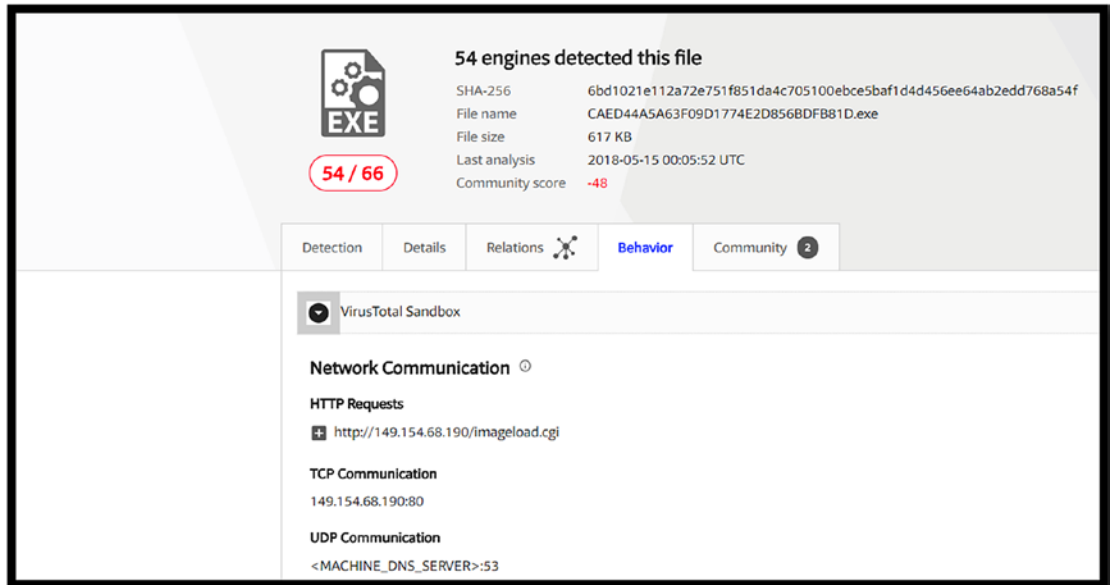 54 engines detected this file
EXE
54 / 66
SHA-256 6bd1021e112a72e751f851da4c705100ebce5baf1d4d456ee64ab2edd768a54f
File name CAED44A5A63F09D1774E2D856BDFB81D.exe
File size 617 KB
Last analysis 2018-05-15 00:05:52 UTC
Community score -48
Detection Details Relations Behavior Community 2
VirusTotal Sandbox
Network Communication
HTTP Requests
http://149.154.68.190/imageload.cgi
TCP Communication
149.154.68.190:80
UDP Communication
<MACHINE_DNS_SERVER>:53